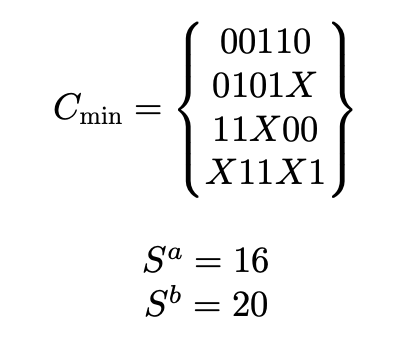 00110
0101X
C_min = { 11X00 }
X11X1
S^a = 16
S^b = 20